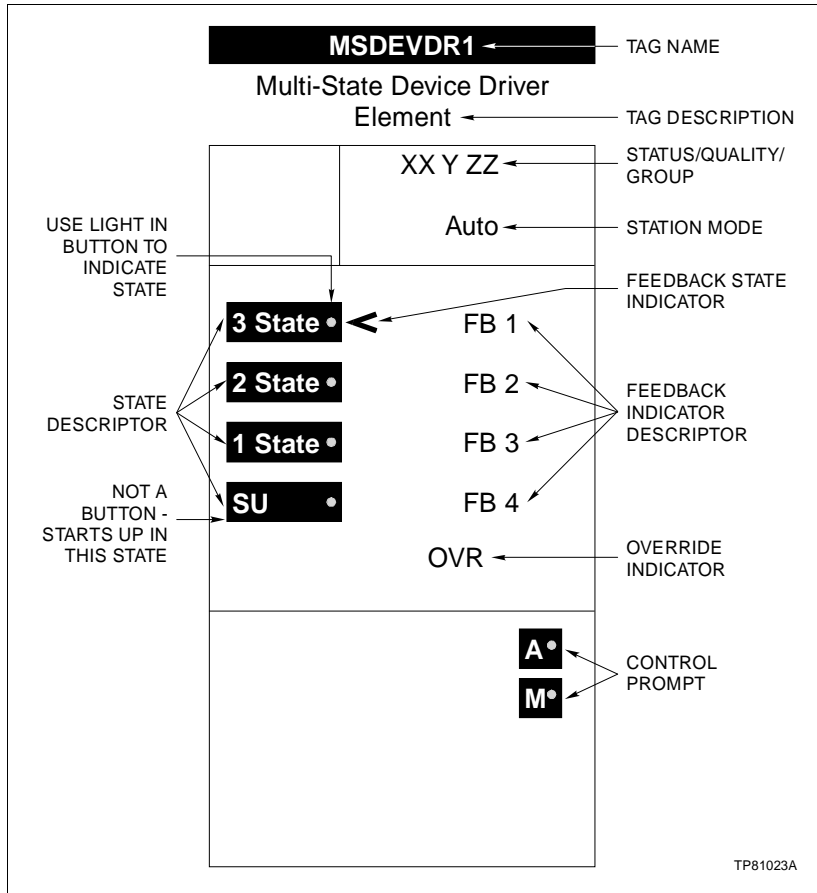 MSDEVDR1
TAG NAME
Multi-State Device Driver
Element
TAG DESCRIPTION
XX Y ZZ
STATUS/QUALITY/
GROUP
Auto
STATION MODE
USE LIGHT IN
BUTTON TO
INDICATE
STATE
FEEDBACK STATE
INDICATOR
3 State
FB 1
2 State
FB 2
1 State
FB 3
SU
FB 4
STATE
DESCRIPTOR
FEEDBACK
INDICATOR
DESCRIPTOR
NOT A
BUTTON -
STARTS UP IN
THIS STATE
OVR
OVERRIDE
INDICATOR
A
M
CONTROL
PROMPT
TP81023A